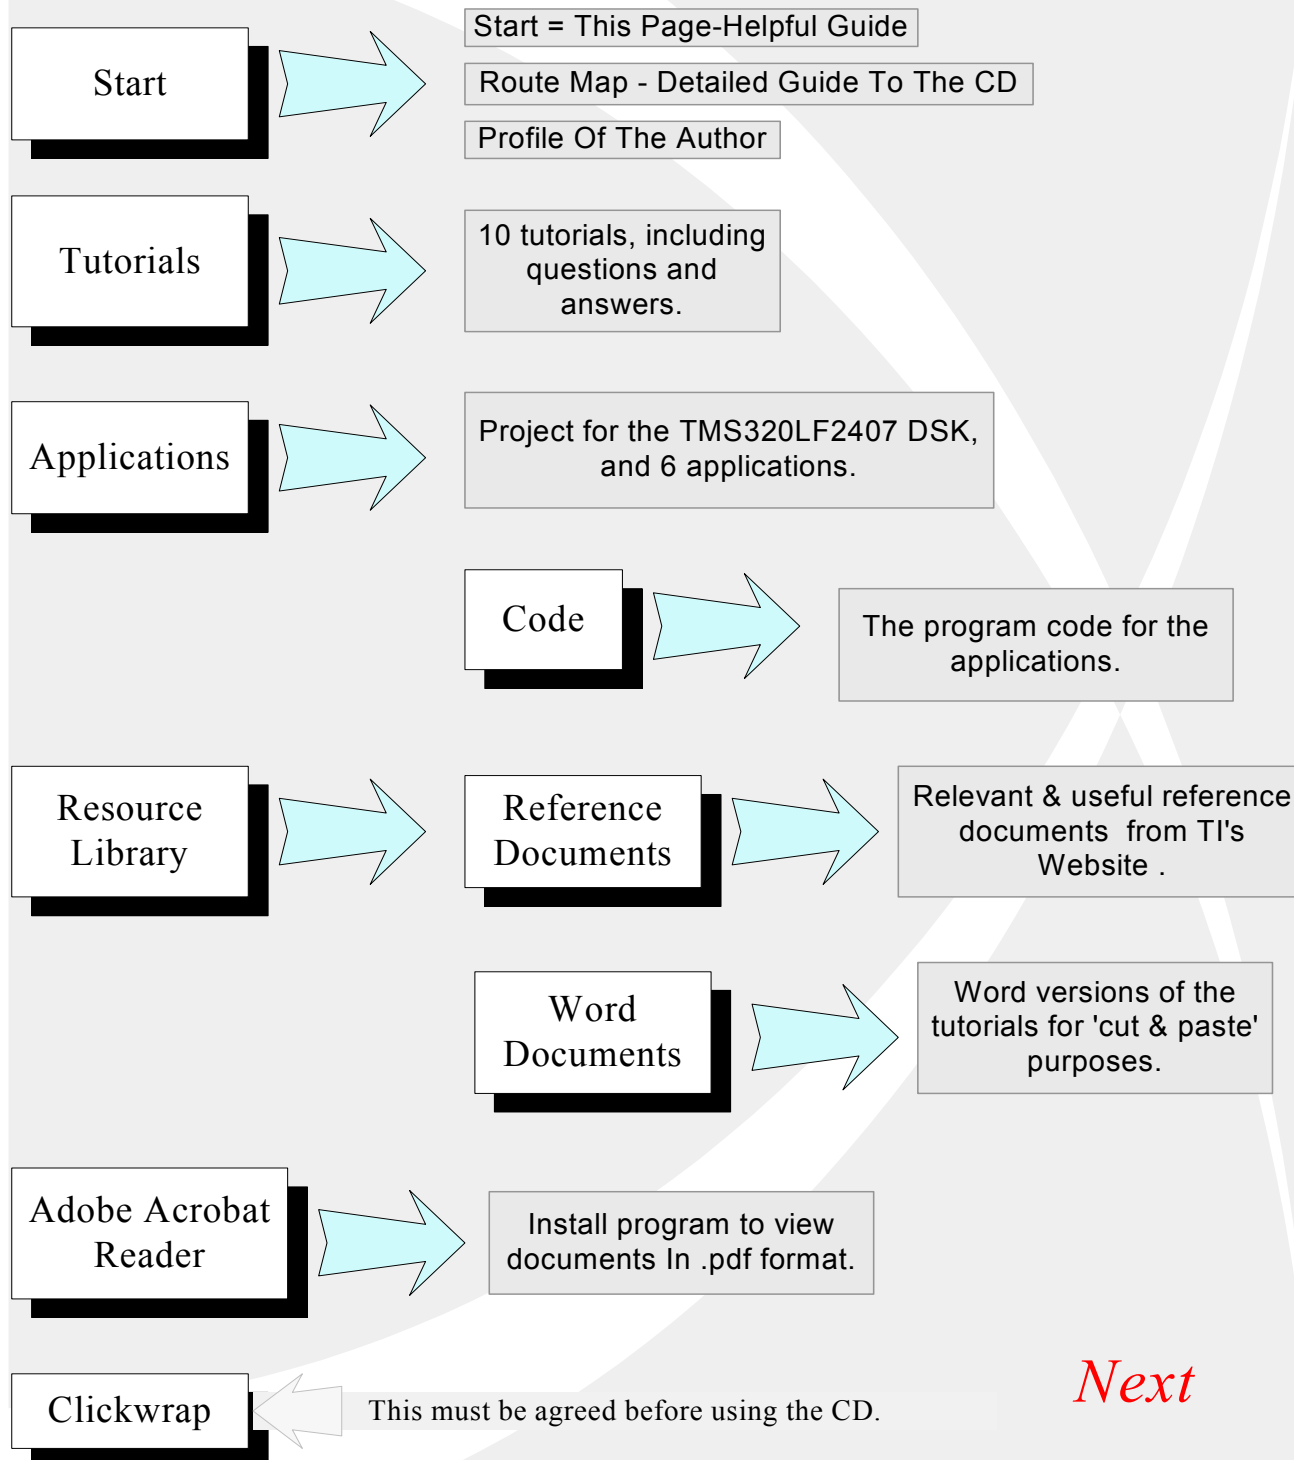 Start
Start = This Page-Helpful Guide
Route Map - Detailed Guide To The CD
Profile Of The Author
Tutorials
10 tutorials, including
questions and
answers.
Applications
Project for the TMS320LF2407 DSK,
and 6 applications.
Code
The program code for the
applications.
Resource
Library
Reference
Documents
Relevant & useful reference
documents from TI's
Website .
Word
Documents
Word versions of the
tutorials for 'cut & paste'
purposes.
Adobe Acrobat
Reader
Install program to view
documents In .pdf format.
Clickwrap
This must be agreed before using the CD.
Next